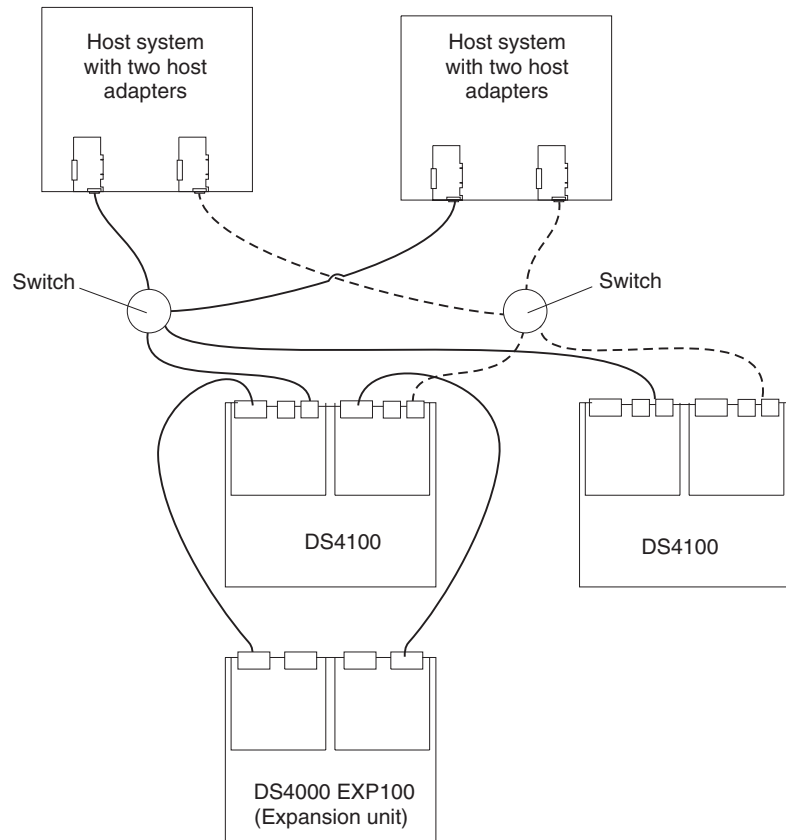 Host system
with two host
adapters
Host system
with two host
adapters
Switch
Switch
DS4100
DS4100
DS4000 EXP100
(Expansion unit)